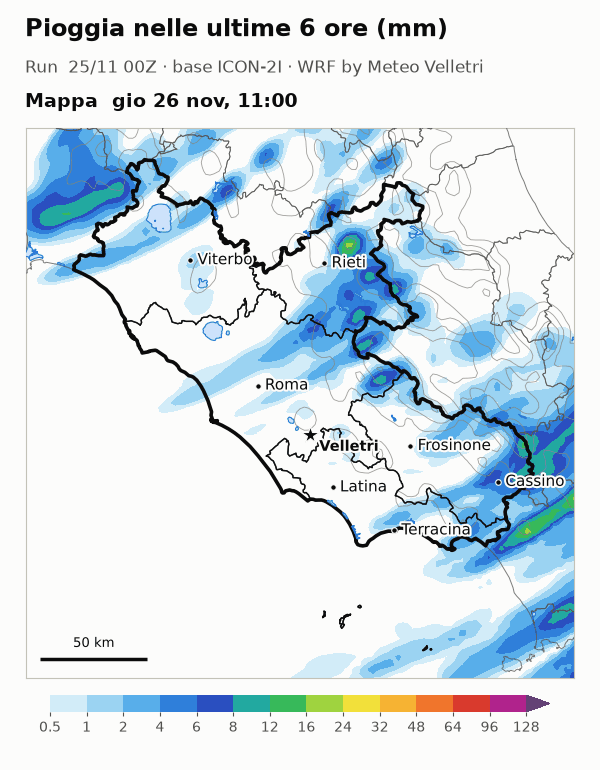 Pioggia nelle ultime 6 ore (mm)
Run  25/11 00Z · base ICON-2I · WRF by Meteo Velletri
Mappa  gio 26 nov, 11:00
Viterbo
Rieti
Roma
Velletri
Frosinone
Cassino
Latina
Terracina
50 km
0.5 1 2 4 6 8 12 16 24 32 48 64 96 128